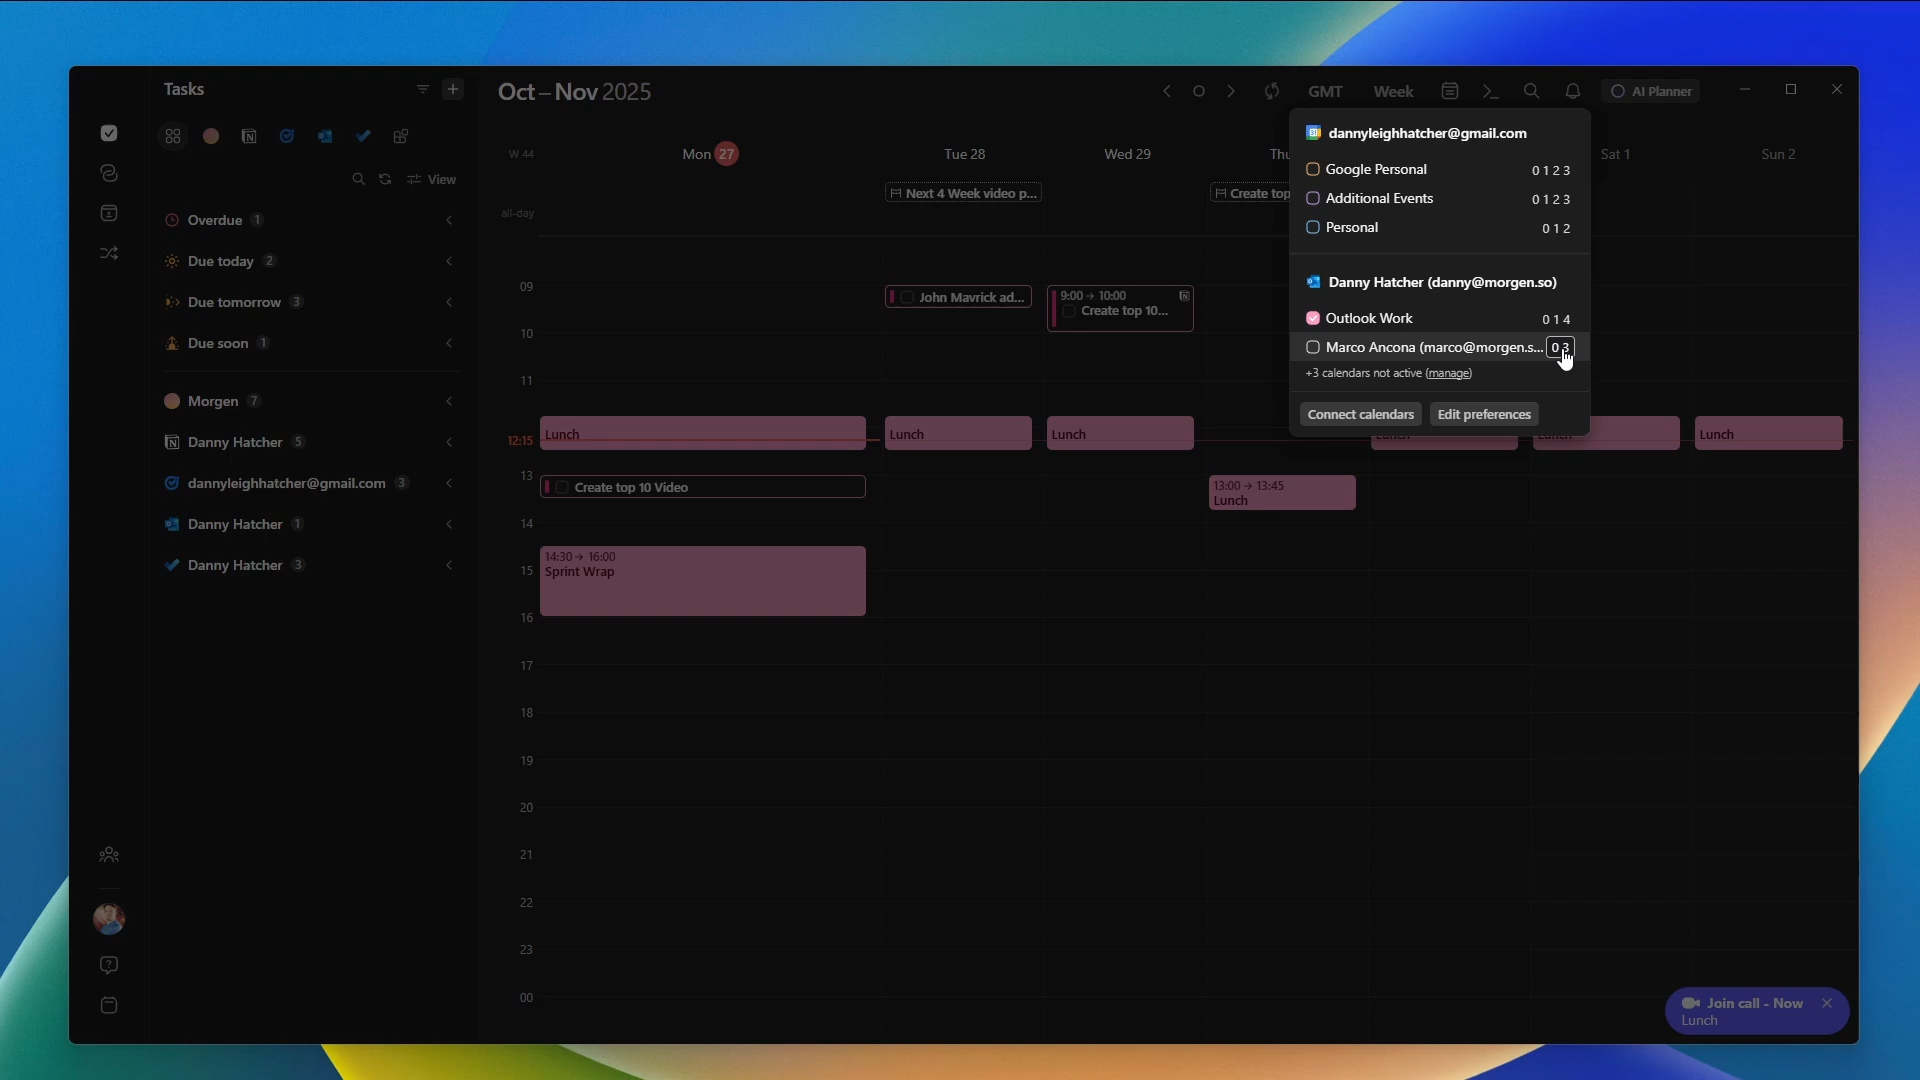 Tasks
View
Overdue 1
Due today 2
Due tomorrow 3
Due soon 1
Morgen 7
Danny Hatcher 5
dannyleighhatcher@gmail.com 3
Danny Hatcher 1
Danny Hatcher 3
Oct – Nov 2025
GMT
Week
AI Planner
W 44
Mon 27
Tue 28
Wed 29
Thu
Sat 1
Sun 2
all-day
Next 4 Week video p...
Create top
09
10
11
12:15
13
14
15
16
17
18
19
20
21
22
23
00
John Mavrick ad...
9:00 → 10:00
Create top 10...
Lunch
Lunch
Lunch
Lunch
Lunch
Lunch
Create top 10 Video
13:00 → 13:45
Lunch
14:30 → 16:00
Sprint Wrap
dannyleighhatcher@gmail.com
Google Personal 0 1 2 3
Additional Events 0 1 2 3
Personal 0 1 2
Danny Hatcher (danny@morgen.so)
Outlook Work 0 1 4
Marco Ancona (marco@morgen.s... 0 3
+3 calendars not active (manage)
Connect calendars
Edit preferences
Join call - Now
Lunch